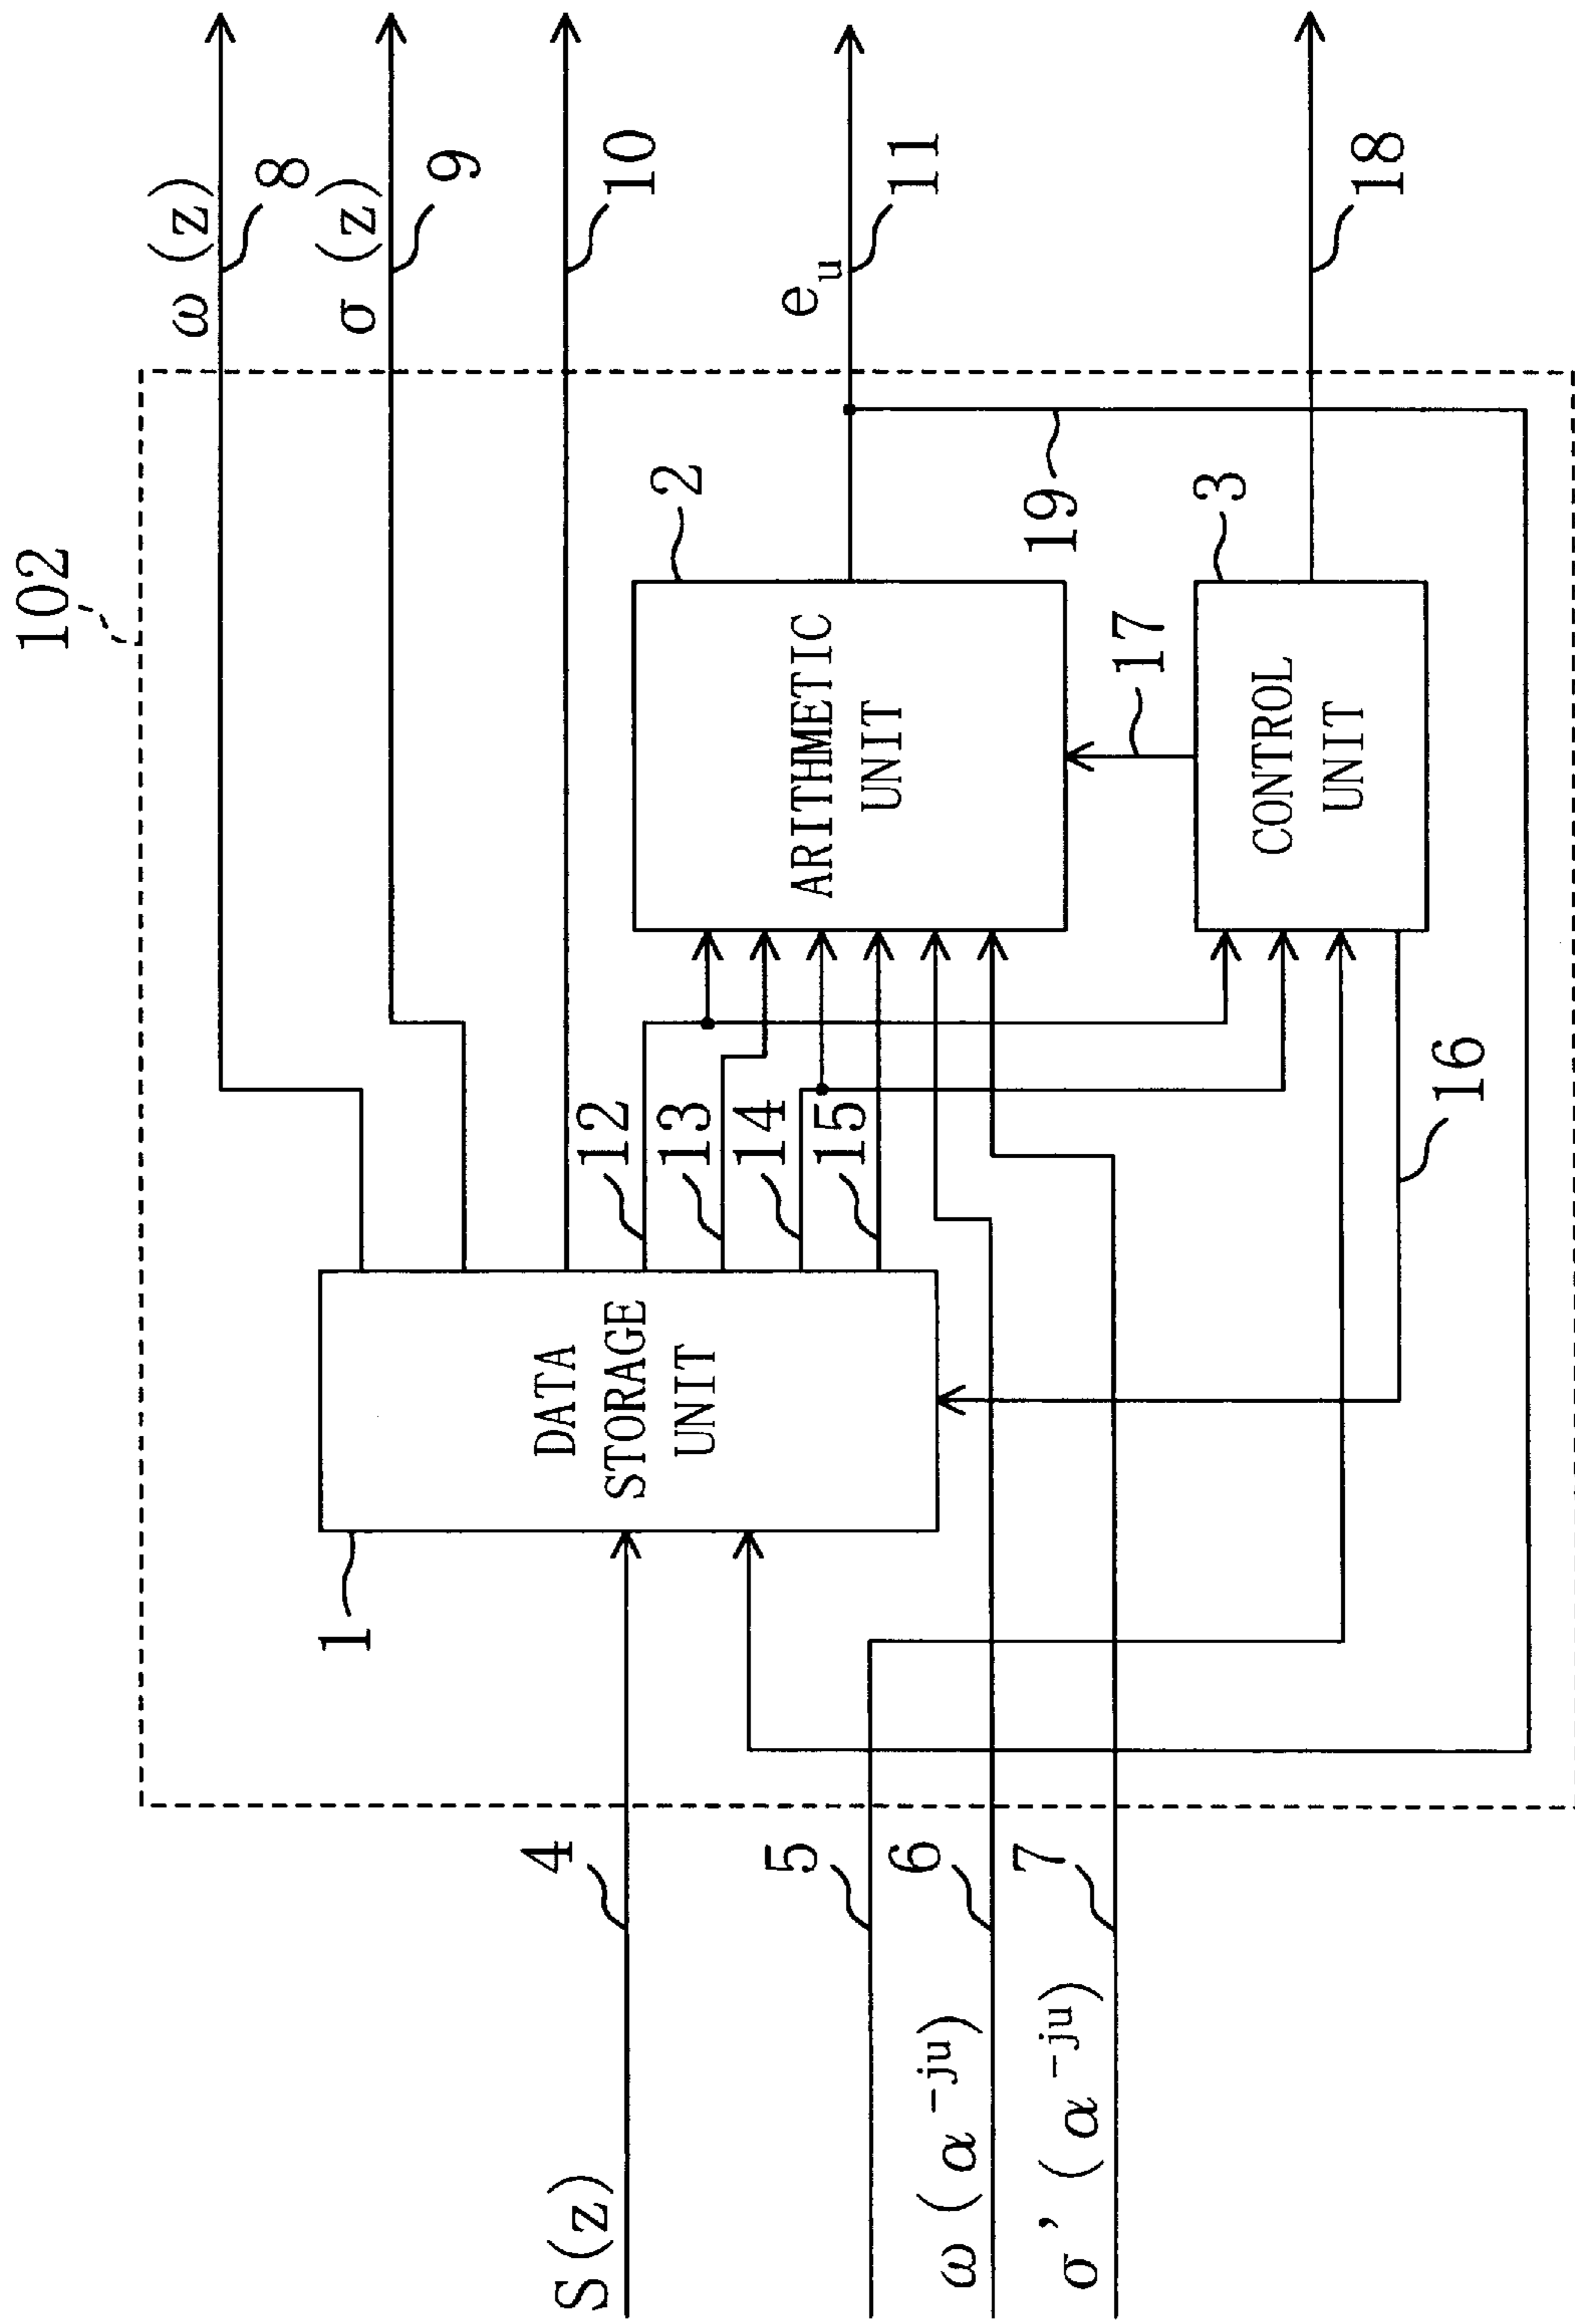 102
ω (z)
8
σ (z)
9
10
e_u
11
18
2
ARITHMETIC
UNIT
19
3
CONTROL
UNIT
17
12
13
14
15
16
DATA
STORAGE
UNIT
1
4
S(z)
5
6
ω (α^-ju)
7
σ' (α^-ju)